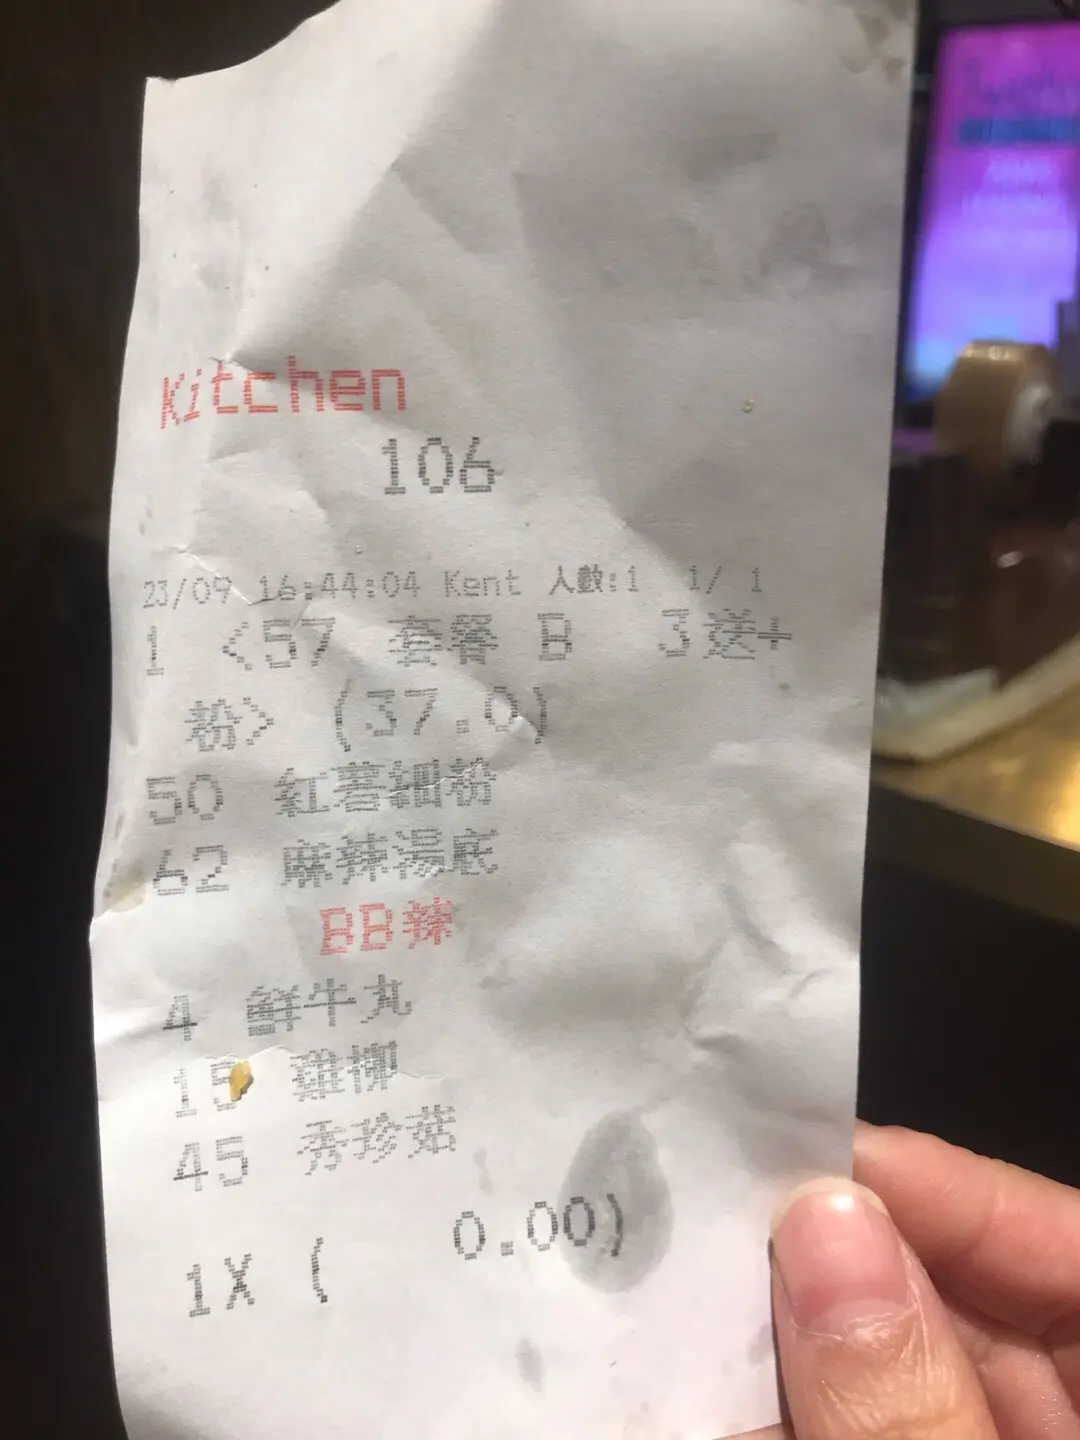 Kitchen
106
23/09 16:44:04 Kent 人數:1 1/ 1
1 <57 套餐 B 3送+
粉> (37.0)
50 紅薯細粉
62 麻辣湯底
BB辣
4 鮮牛丸
15 雞柳
45 秀珍菇
1X ( 0.00)